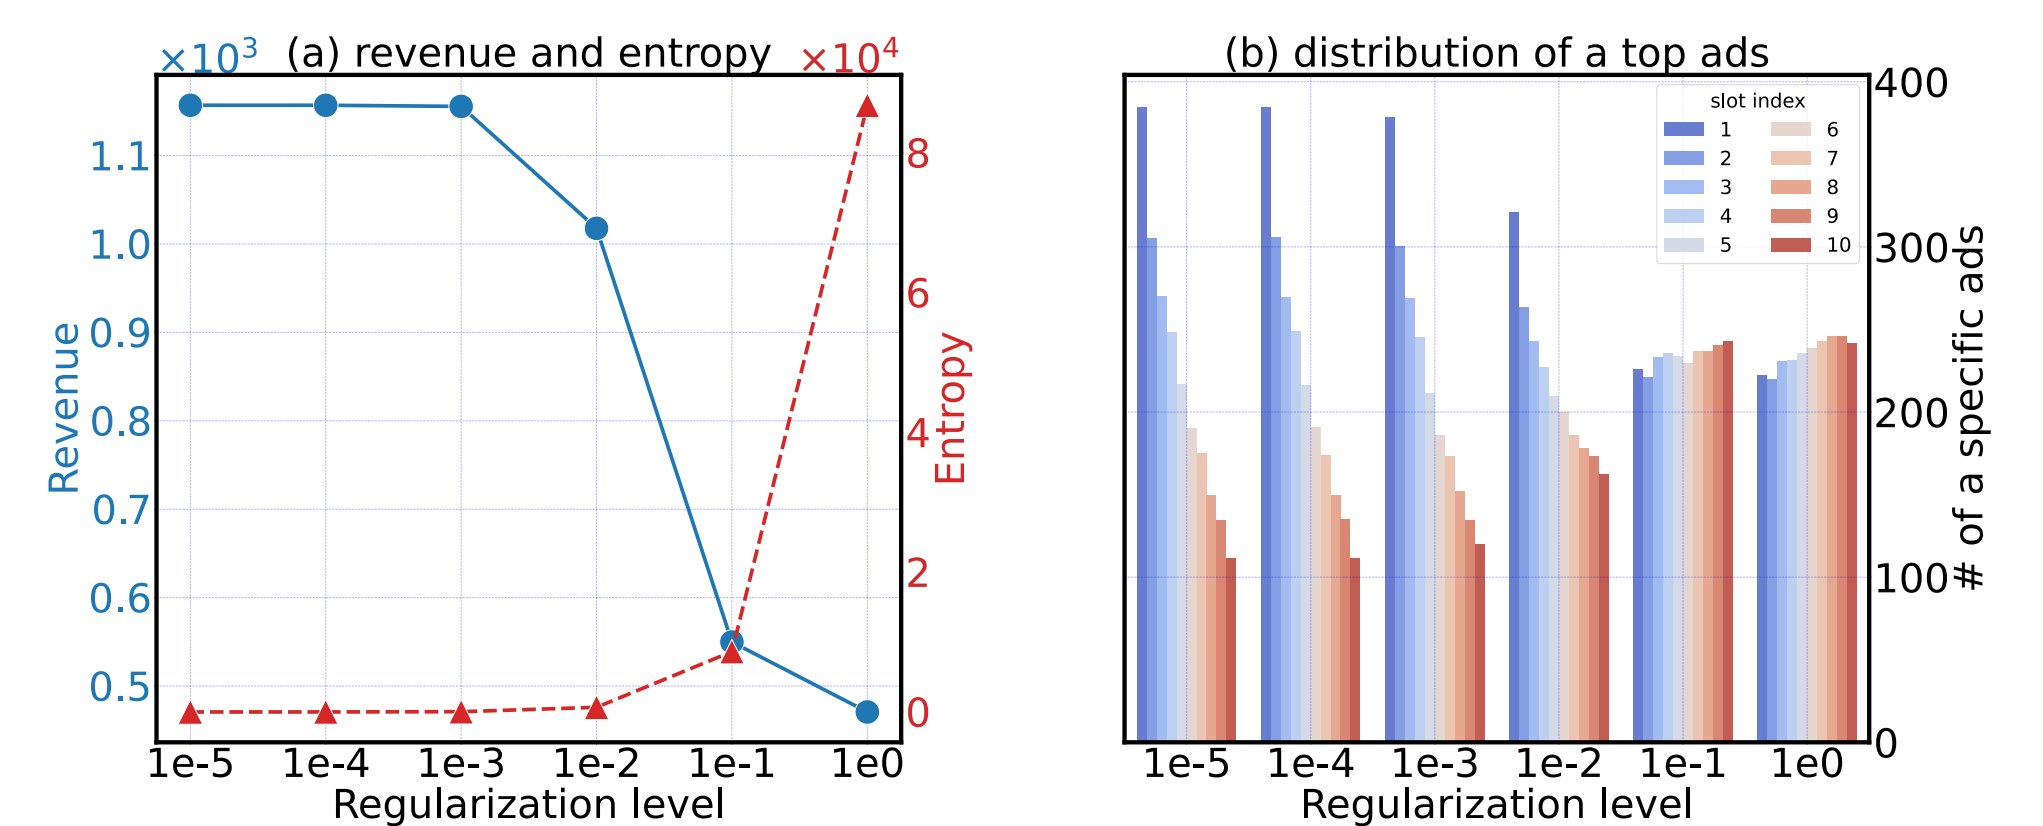 ×10³ (a) revenue and entropy ×10⁴
1.1
1.0
0.9
0.8
0.7
0.6
0.5
Revenue
8
6
4
2
0
Entropy
1e-5 1e-4 1e-3 1e-2 1e-1 1e0
Regularization level
(b) distribution of a top ads
slot index
1 6
2 7
3 8
4 9
5 10
400
300
200
100
0
# of a specific ads
1e-5 1e-4 1e-3 1e-2 1e-1 1e0
Regularization level